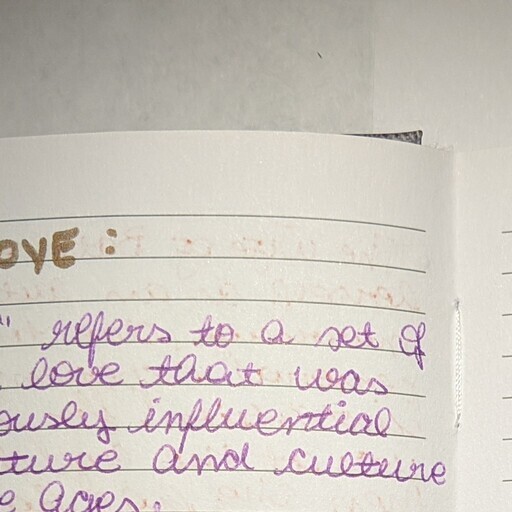 OVE :
" refers to a set of
love that was
ously influential
ture and culture
e ages.